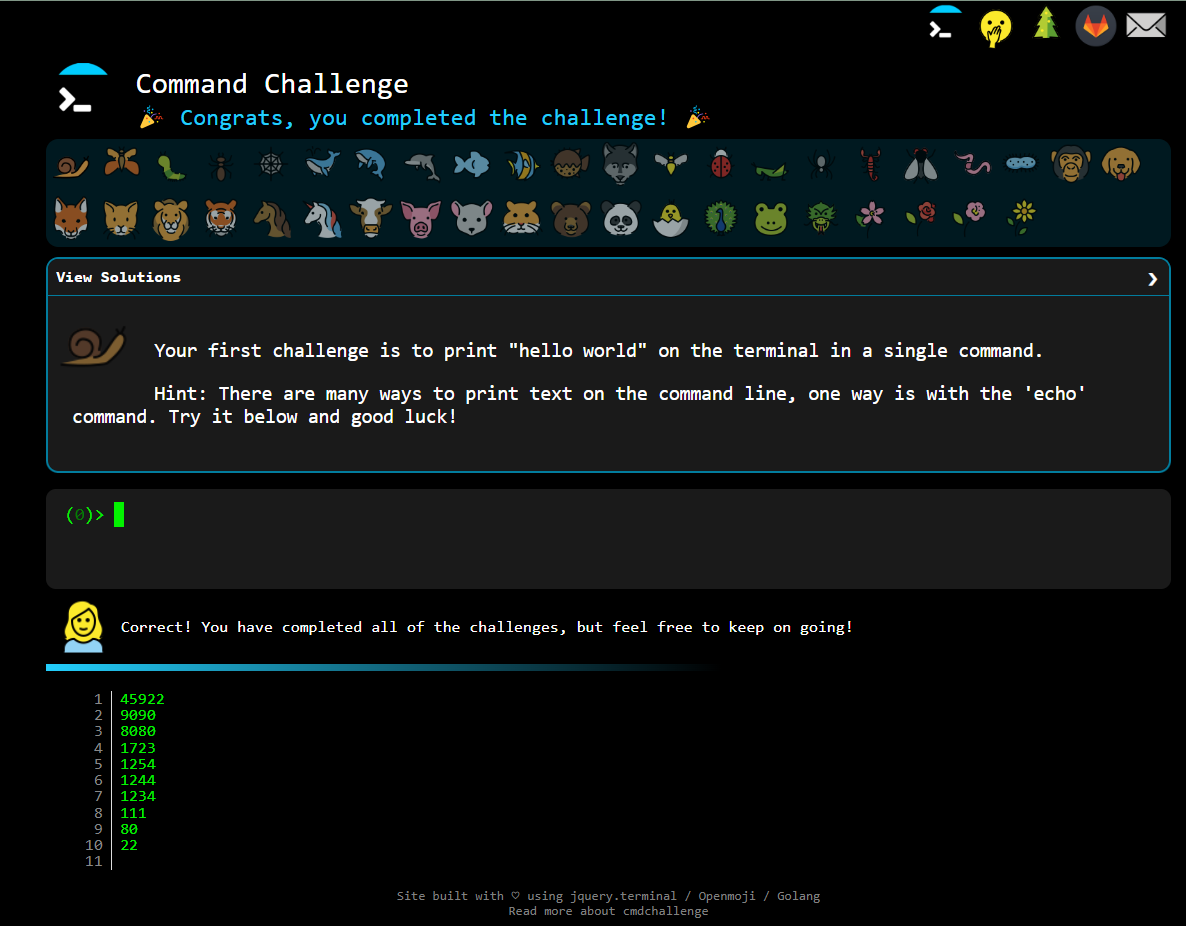 Command Challenge
🎉 Congrats, you completed the challenge! 🎉
View Solutions ❯
Your first challenge is to print "hello world" on the terminal in a single command.
Hint: There are many ways to print text on the command line, one way is with the 'echo'
command. Try it below and good luck!
(0)>
Correct! You have completed all of the challenges, but feel free to keep on going!
1 45922
2 9090
3 8080
4 1723
5 1254
6 1244
7 1234
8 111
9 80
10 22
11
Site built with ♡ using jquery.terminal / Openmoji / Golang
Read more about cmdchallenge